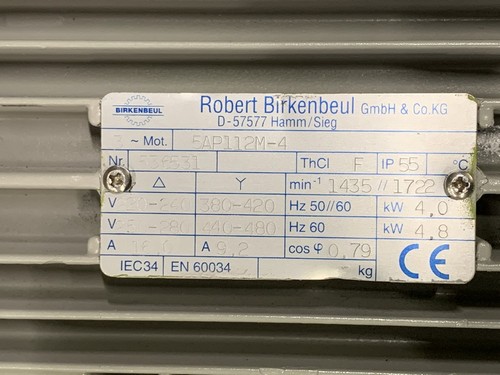 BIRKENBEUL
Robert Birkenbeul GmbH & Co.KG
D-57577 Hamm/Sieg
~ Mot. 5AP112M-4
Nr. ThCl F IP 55 °C
△ Y min-1 1435 // 1722
V 380-420 Hz 50//60 kW 4,0
V 440-480 Hz 60 kW 4,8
A A 9,2 cos φ 0,79
IEC34 EN 60034 kg
CE